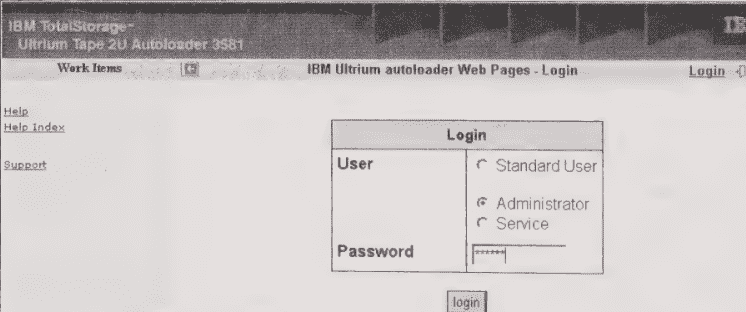 IBM TotalStorage™
Ultrium Tape 2U Autoloader 3581
Work Items
IBM Ultrium autoloader Web Pages - Login
Login
Help
Help Index
Support
Login
User
Standard User
Administrator
Service
Password
******
login